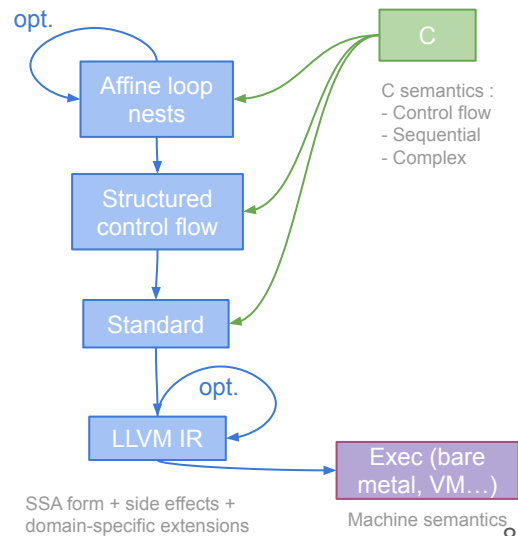 opt.
C
Affine loop
nests
C semantics :
- Control flow
- Sequential
- Complex
Structured
control flow
Standard
opt.
LLVM IR
Exec (bare
metal, VM...)
SSA form + side effects +
domain-specific extensions
Machine semantics